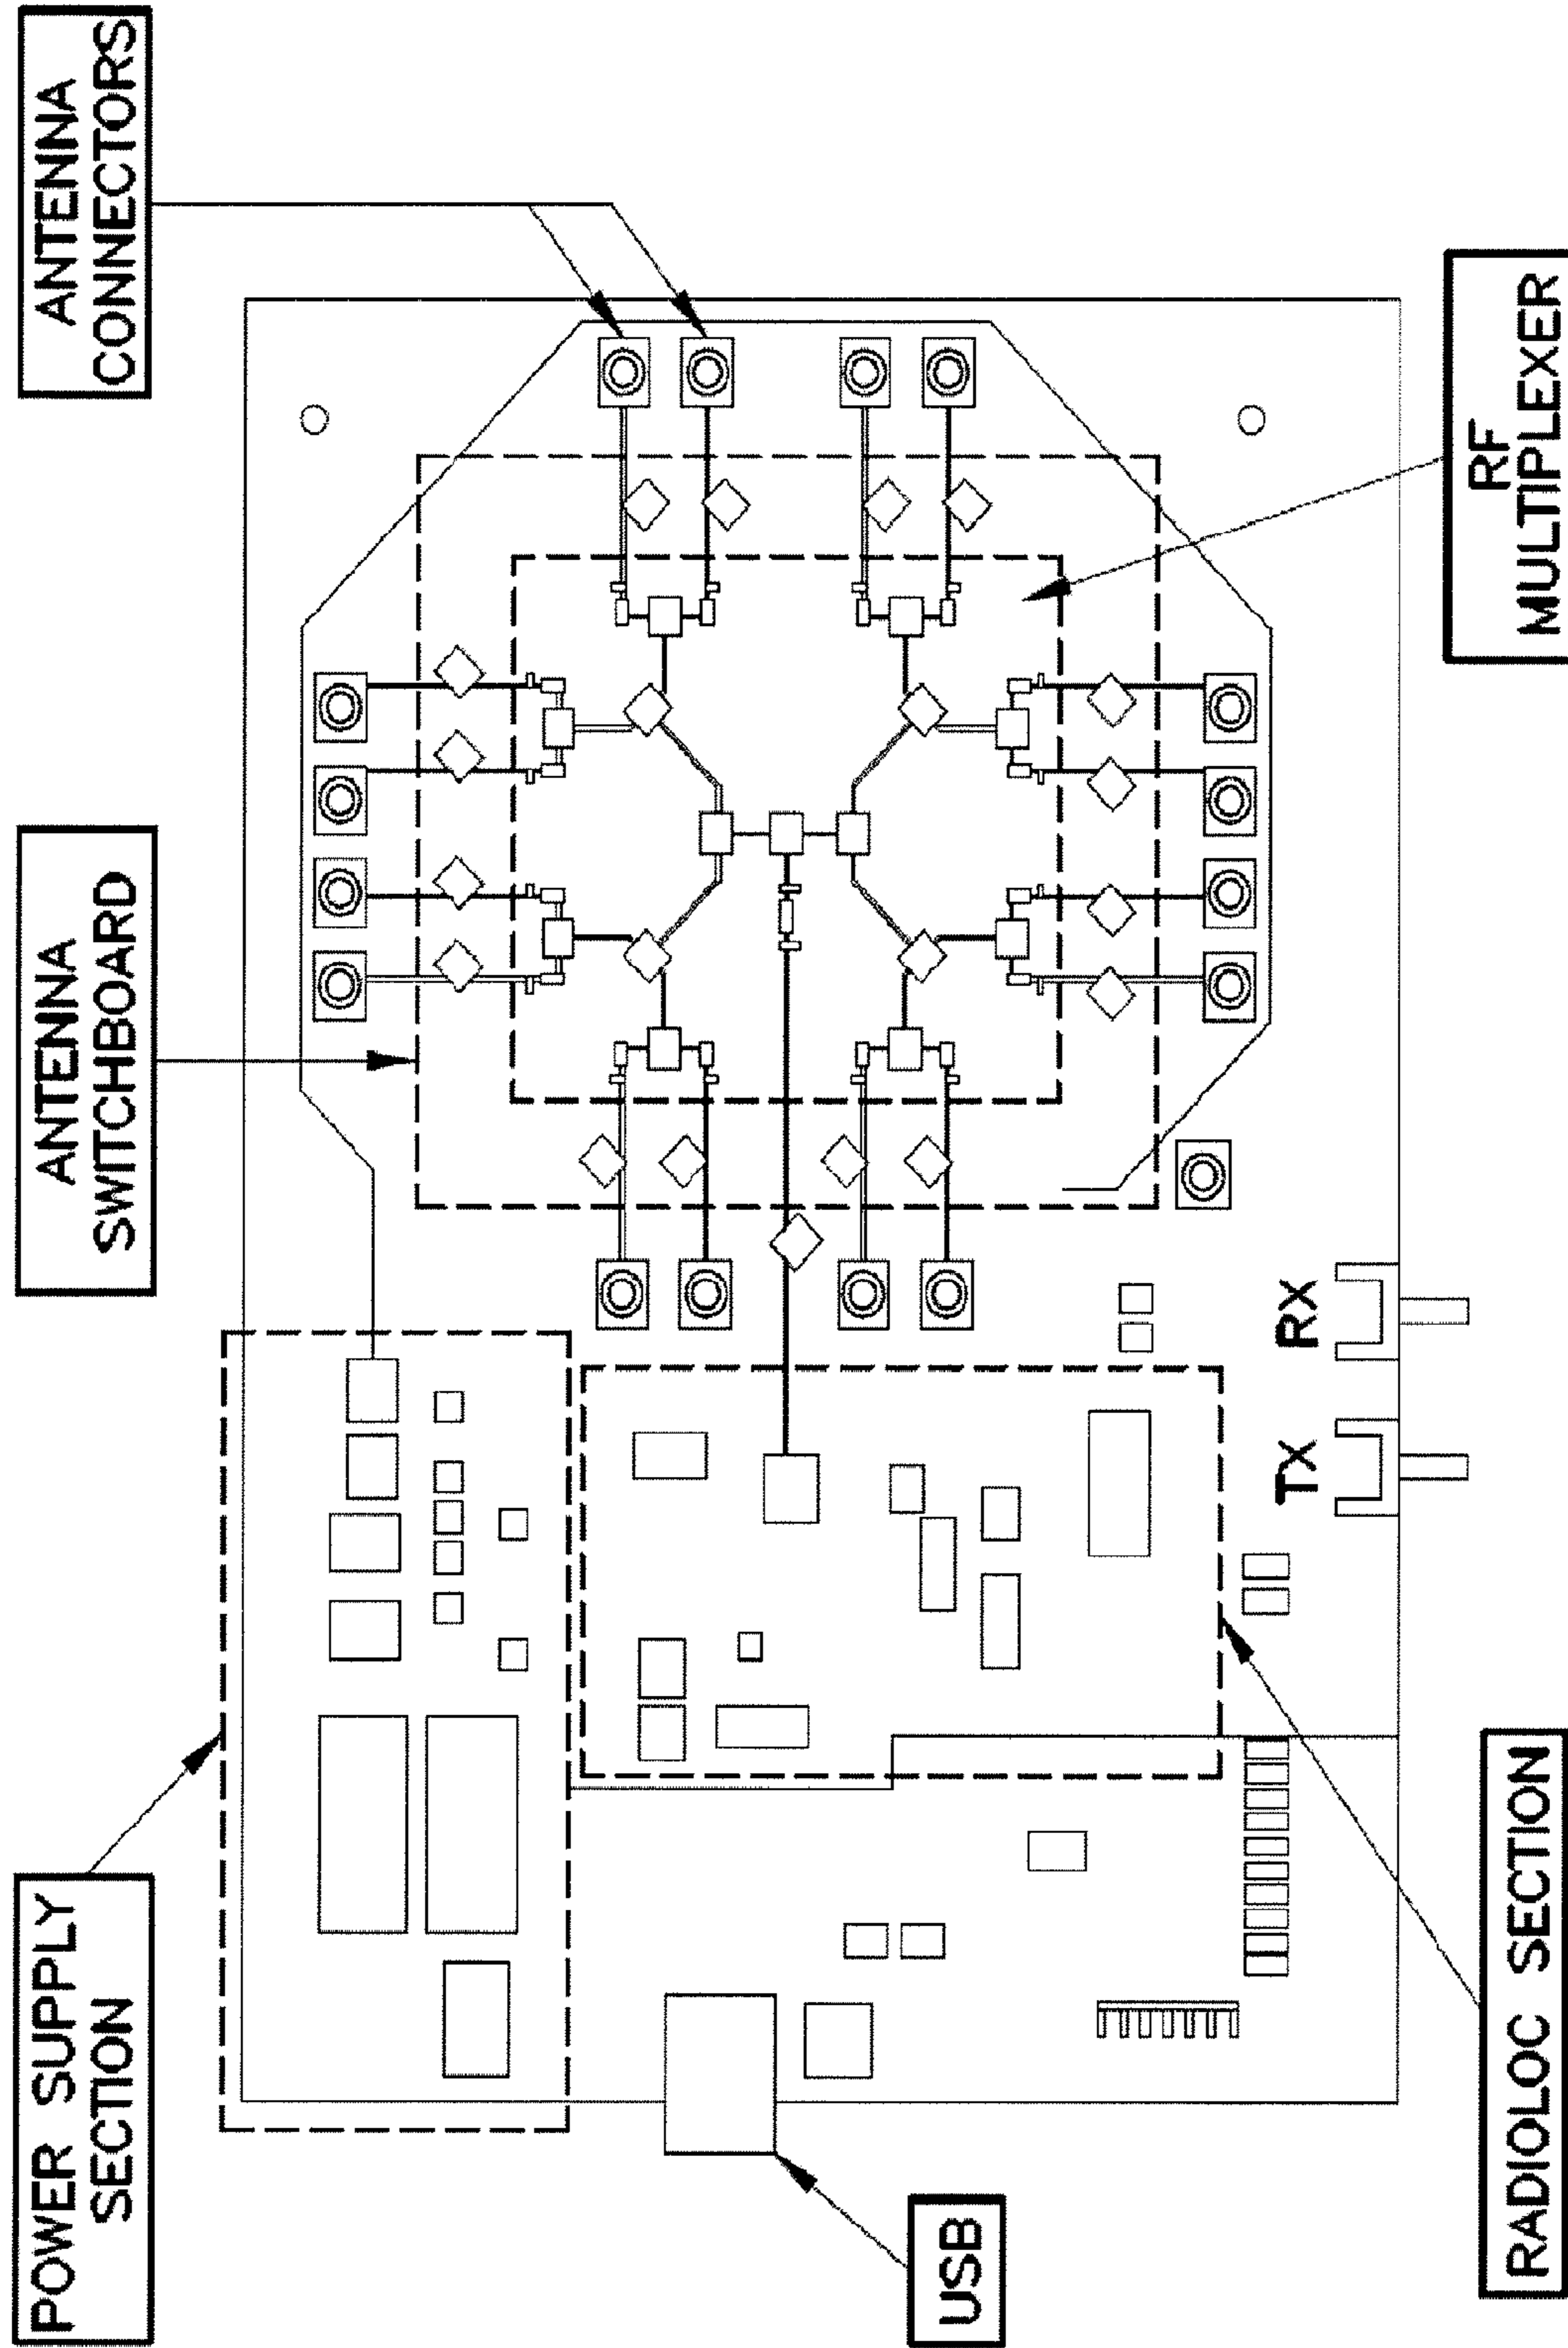 POWER SUPPLY
SECTION
ANTENNA
SWITCHBOARD
ANTENNA
CONNECTORS
USB
TX
RX
RADIOLOC SECTION
RF
MULTIPLEXER